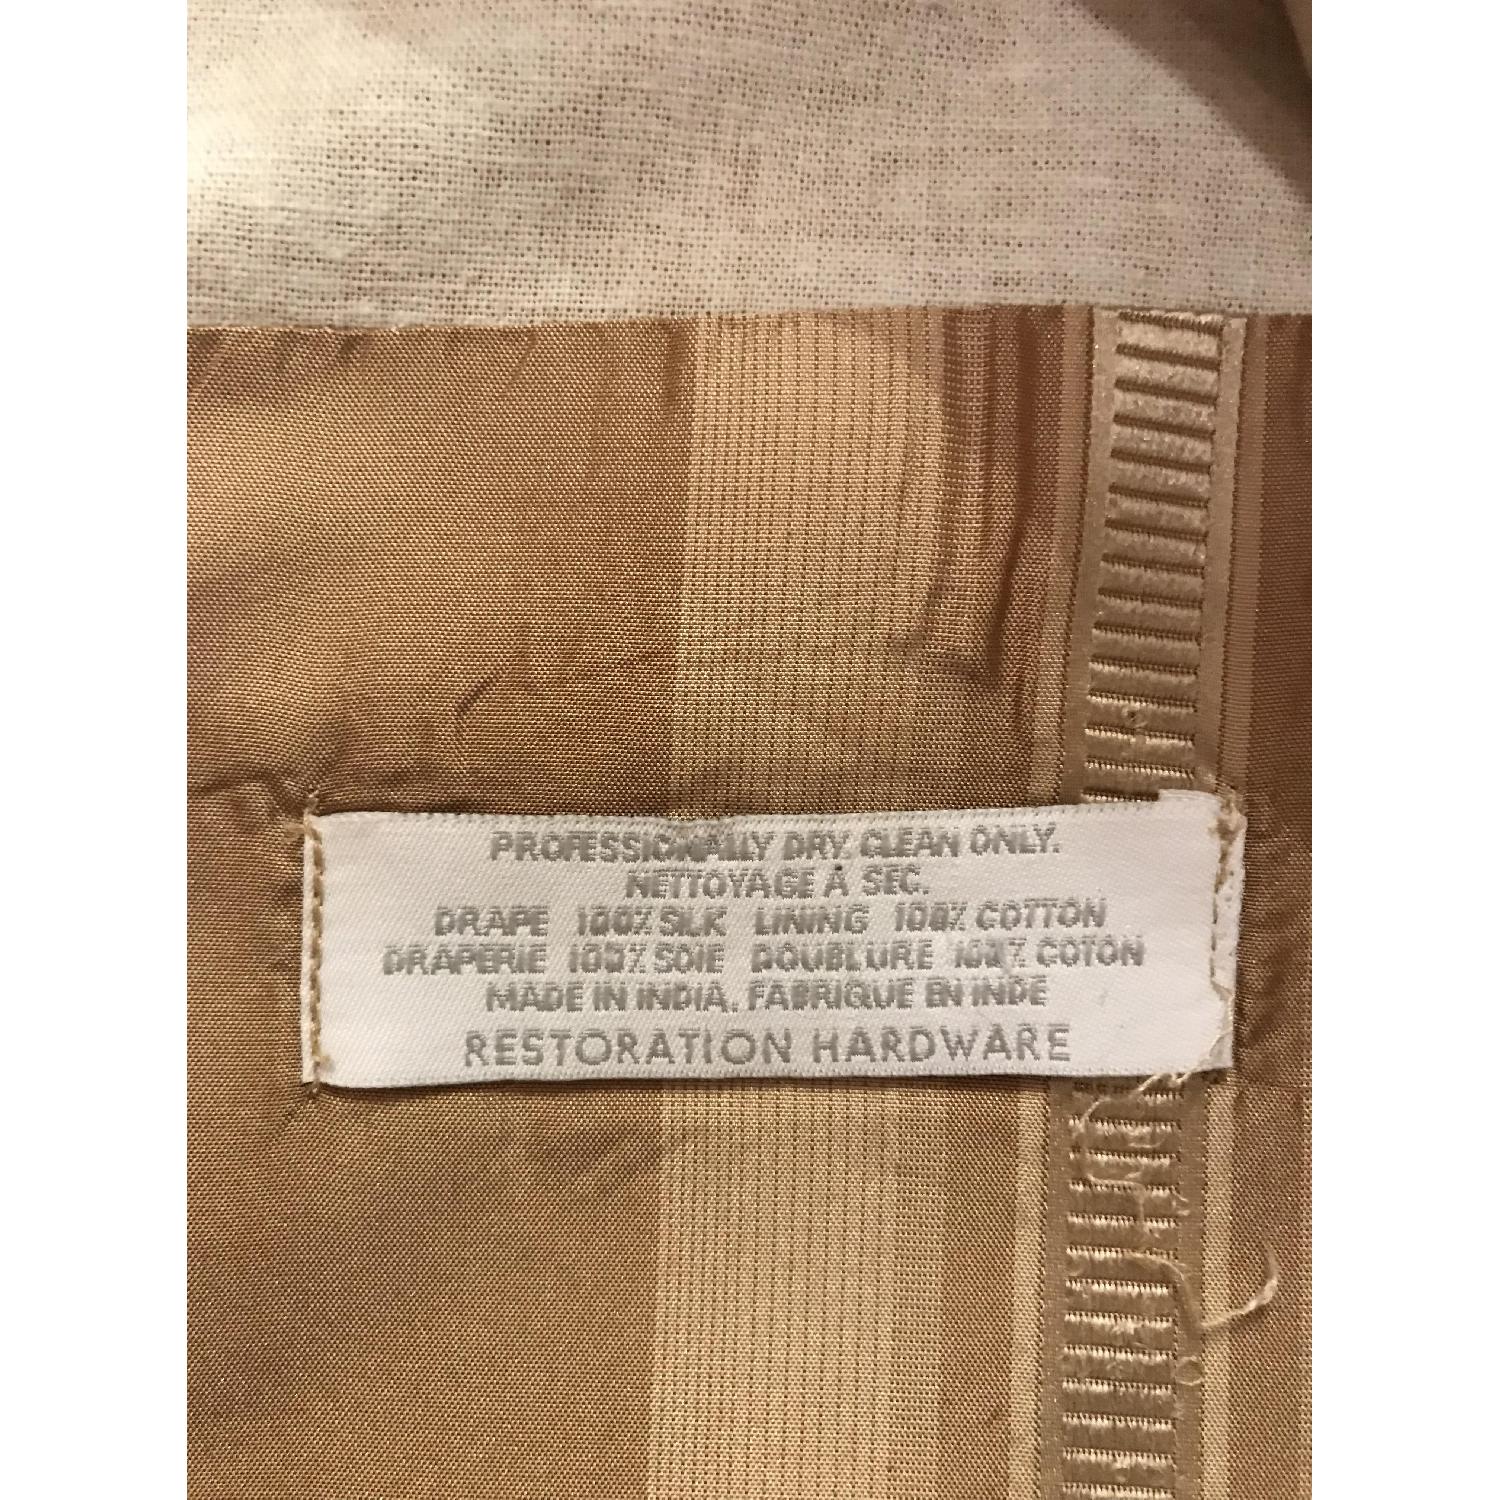 PROFESSIONALLY DRY. CLEAN ONLY.
NETTOYAGE À SEC.
DRAPE 100% SILK LINING 100% COTTON
DRAPERIE 100% SOIE DOUBLURE 100% COTON
MADE IN INDIA. FABRIQUE EN INDE
RESTORATION HARDWARE